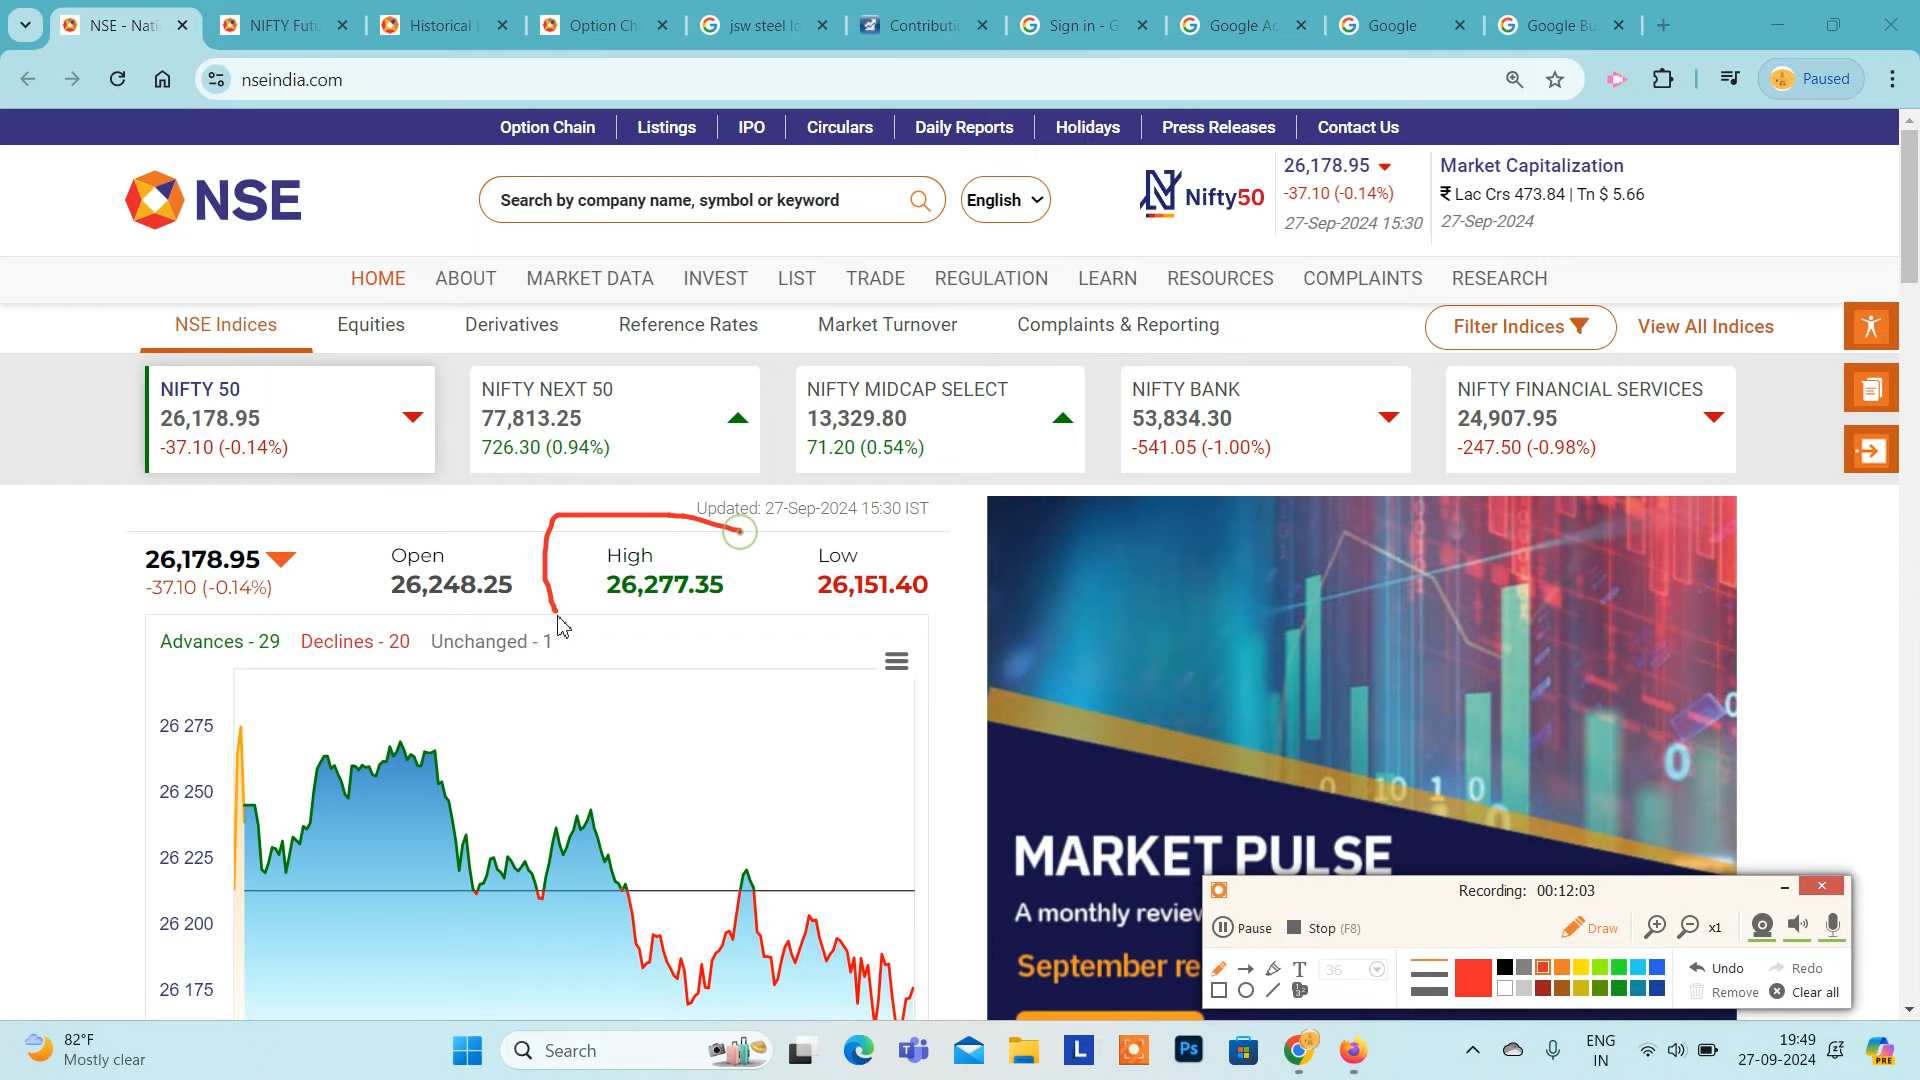 NSE - Nati
NIFTY Futu
Historical
Option Ch
jsw steel lo
Contributi
Sign in - G
Google Ac
Google
Google Bu
nseindia.com
Paused
Option Chain
Listings
IPO
Circulars
Daily Reports
Holidays
Press Releases
Contact Us
NSE
Search by company name, symbol or keyword
English
Nifty50
26,178.95
-37.10 (-0.14%)
27-Sep-2024 15:30
Market Capitalization
₹ Lac Crs 473.84 | Tn $ 5.66
27-Sep-2024
HOME
ABOUT
MARKET DATA
INVEST
LIST
TRADE
REGULATION
LEARN
RESOURCES
COMPLAINTS
RESEARCH
NSE Indices
Equities
Derivatives
Reference Rates
Market Turnover
Complaints & Reporting
Filter Indices
View All Indices
NIFTY 50
26,178.95
-37.10 (-0.14%)
NIFTY NEXT 50
77,813.25
726.30 (0.94%)
NIFTY MIDCAP SELECT
13,329.80
71.20 (0.54%)
NIFTY BANK
53,834.30
-541.05 (-1.00%)
NIFTY FINANCIAL SERVICES
24,907.95
-247.50 (-0.98%)
Updated: 27-Sep-2024 15:30 IST
26,178.95
-37.10 (-0.14%)
Open
26,248.25
High
26,277.35
Low
26,151.40
Advances - 29
Declines - 20
Unchanged - 1
26 275
26 250
26 225
26 200
26 175
0 10 1 0
0
MARKET PULSE
A monthly review
September re
Recording: 00:12:03
Pause
Stop (F8)
Draw
x1
T
36
Undo
Redo
Remove
Clear all
82°F
Mostly clear
Search
L
Ps
ENG
IN
19:49
27-09-2024
PRE